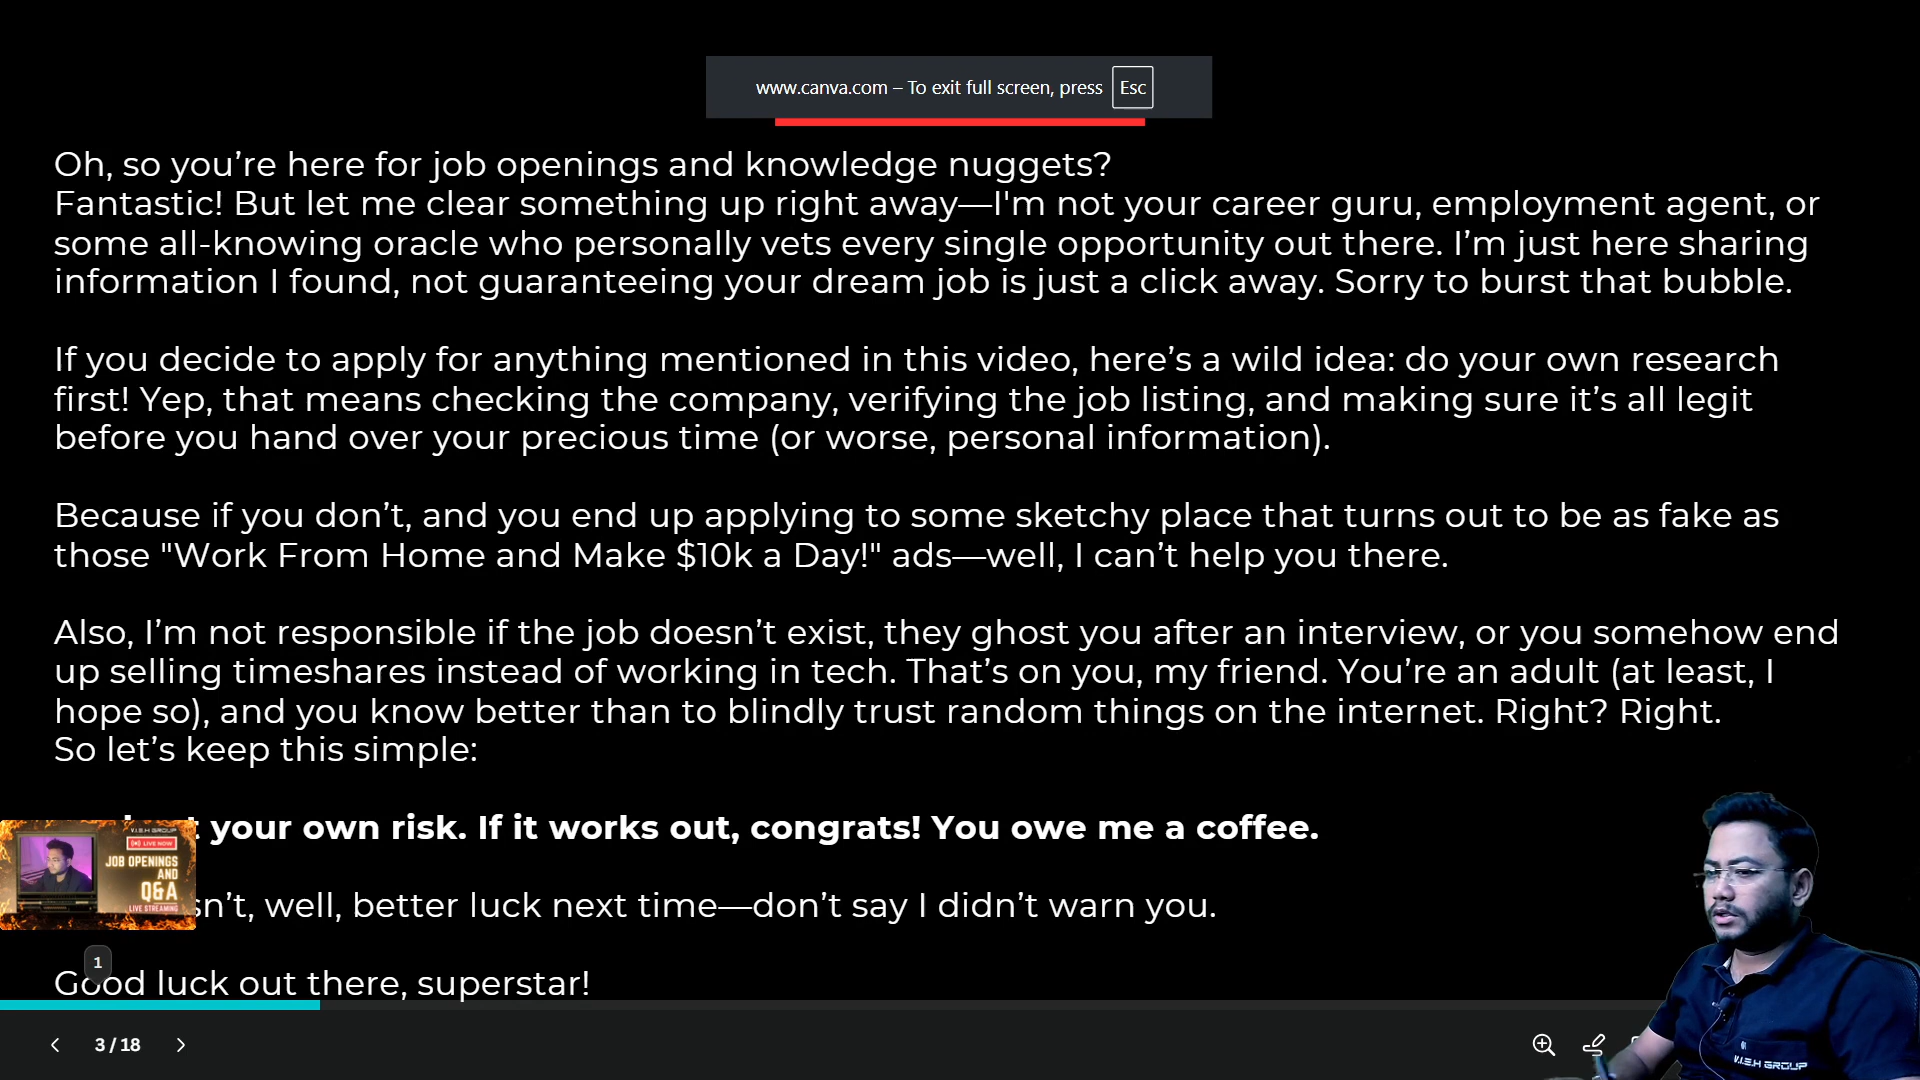 www.canva.com – To exit full screen, press Esc
Oh, so you’re here for job openings and knowledge nuggets?
Fantastic! But let me clear something up right away—I'm not your career guru, employment agent, or
some all-knowing oracle who personally vets every single opportunity out there. I’m just here sharing
information I found, not guaranteeing your dream job is just a click away. Sorry to burst that bubble.
If you decide to apply for anything mentioned in this video, here’s a wild idea: do your own research
first! Yep, that means checking the company, verifying the job listing, and making sure it’s all legit
before you hand over your precious time (or worse, personal information).
Because if you don’t, and you end up applying to some sketchy place that turns out to be as fake as
those "Work From Home and Make $10k a Day!" ads—well, I can’t help you there.
Also, I’m not responsible if the job doesn’t exist, they ghost you after an interview, or you somehow end
up selling timeshares instead of working in tech. That’s on you, my friend. You’re an adult (at least, I
hope so), and you know better than to blindly trust random things on the internet. Right? Right.
So let’s keep this simple:
your own risk. If it works out, congrats! You owe me a coffee.
V.I.E.H GROUP
LIVE NOW
JOB OPENINGS
AND
Q&A
LIVE STREAMING
sn’t, well, better luck next time—don’t say I didn’t warn you.
1
Good luck out there, superstar!
3 / 18
V.I.E.H GROUP